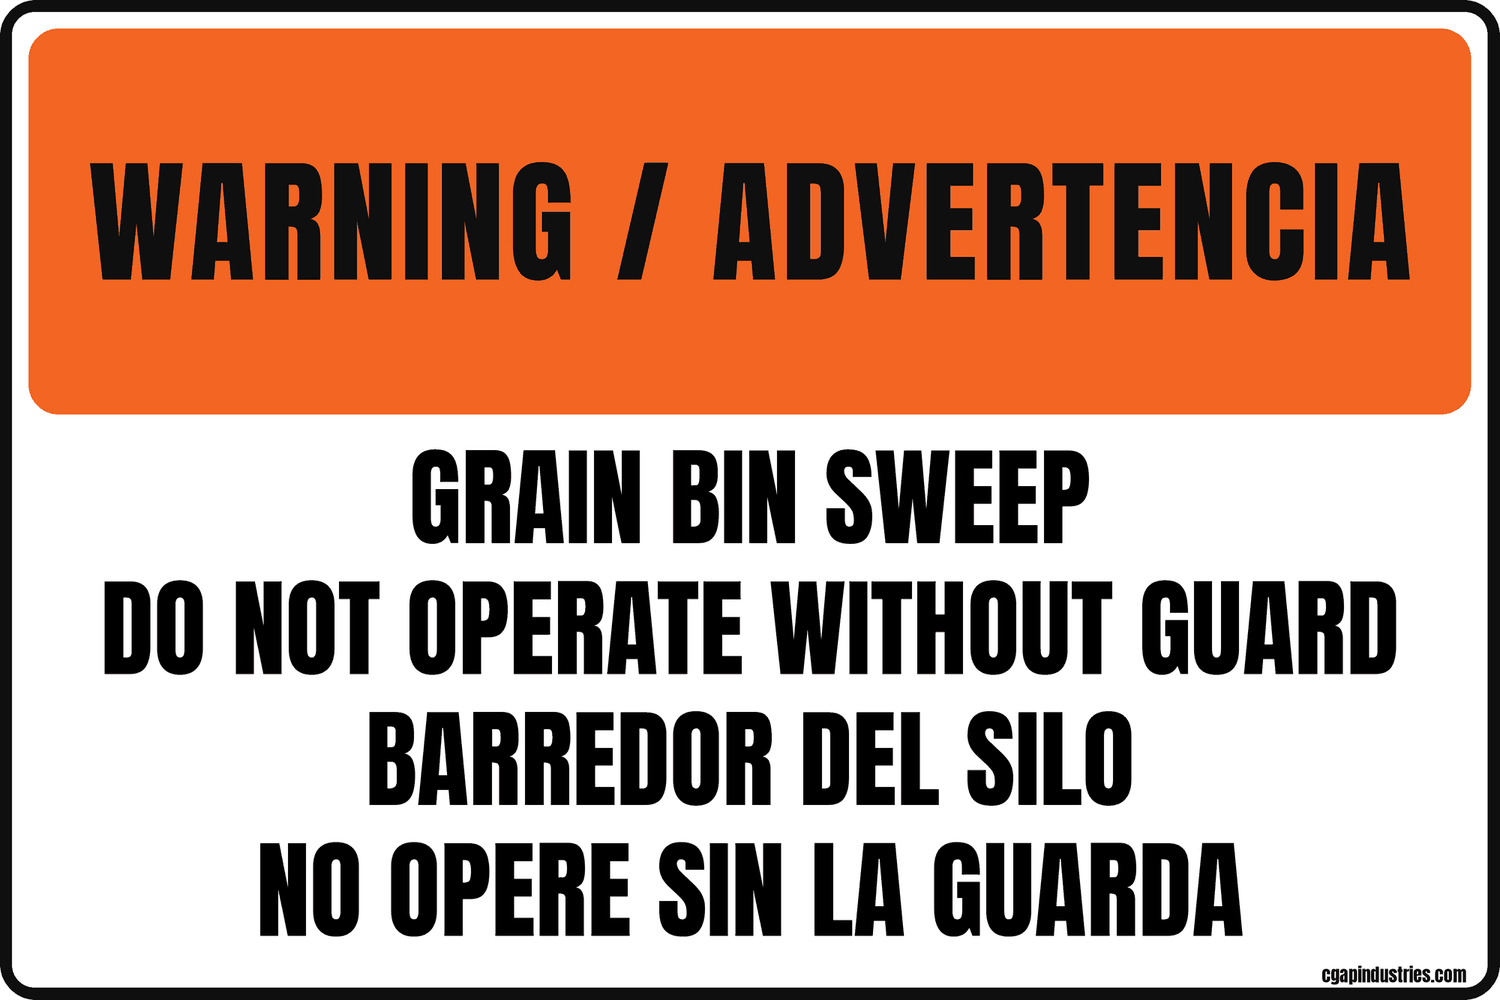 WARNING / ADVERTENCIA
GRAIN BIN SWEEP
DO NOT OPERATE WITHOUT GUARD
BARREDOR DEL SILO
NO OPERE SIN LA GUARDA
cgapindustries.com